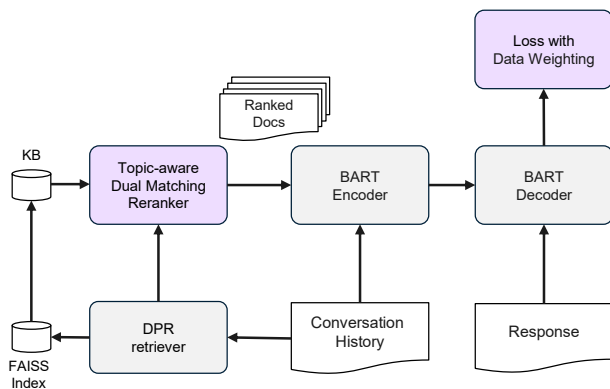 Loss with
Data Weighting
Ranked
Docs
KB
Topic-aware
Dual Matching
Reranker
BART
Encoder
BART
Decoder
DPR
retriever
Conversation
History
Response
FAISS
Index